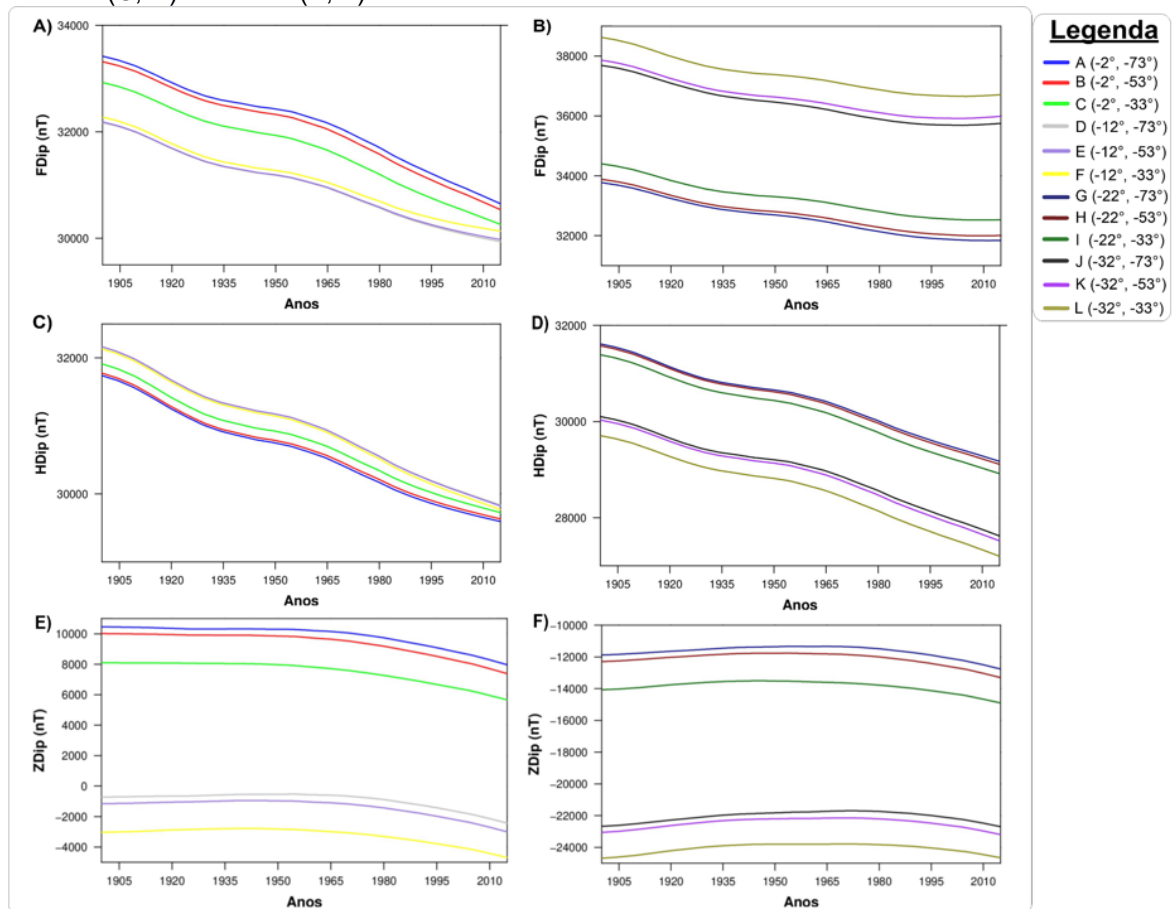 A)
34000
32000
30000
FDip (nT)
1905 1920 1935 1950 1965 1980 1995 2010
Anos
B)
38000
36000
34000
32000
FDip (nT)
1905 1920 1935 1950 1965 1980 1995 2010
Anos
C)
32000
30000
HDip (nT)
1905 1920 1935 1950 1965 1980 1995 2010
Anos
D)
32000
30000
28000
HDip (nT)
1905 1920 1935 1950 1965 1980 1995 2010
Anos
E)
10000
8000
6000
4000
2000
0
−2000
−4000
ZDip (nT)
1905 1920 1935 1950 1965 1980 1995 2010
Anos
F)
−10000
−12000
−14000
−16000
−18000
−20000
−22000
−24000
ZDip (nT)
1905 1920 1935 1950 1965 1980 1995 2010
Anos
Legenda
A (-2°, -73°)
B (-2°, -53°)
C (-2°, -33°)
D (-12°, -73°)
E (-12°, -53°)
F (-12°, -33°)
G (-22°, -73°)
H (-22°, -53°)
I (-22°, -33°)
J (-32°, -73°)
K (-32°, -53°)
L (-32°, -33°)